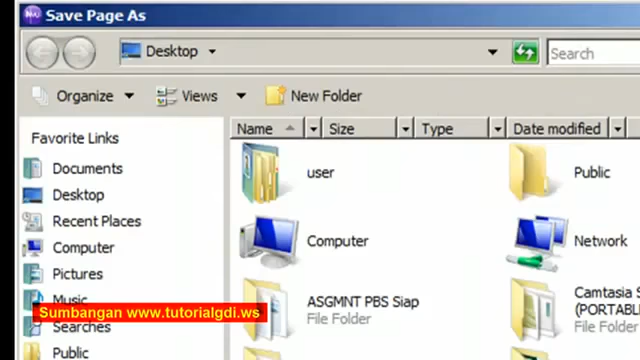 Save Page As
Desktop
Search
Organize
Views
New Folder
Favorite Links
Name
Size
Type
Date modified
Documents
Desktop
Recent Places
Computer
Pictures
Music
Searches
Public
user
Public
Computer
Network
ASGMNT PBS Siap
File Folder
Camtasia S
(PORTABL
File Folder
Sumbangan www.tutorialgdi.ws